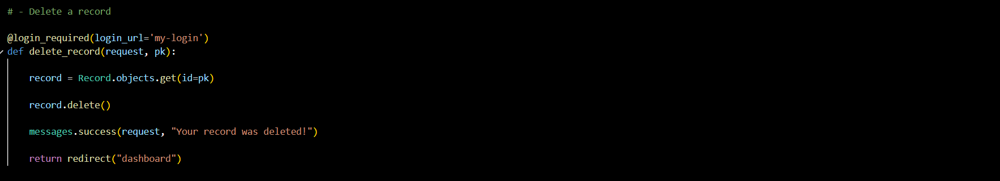 # - Delete a record
@login_required(login_url='my-login')
def delete_record(request, pk):
record = Record.objects.get(id=pk)
record.delete()
messages.success(request, "Your record was deleted!")
return redirect("dashboard")